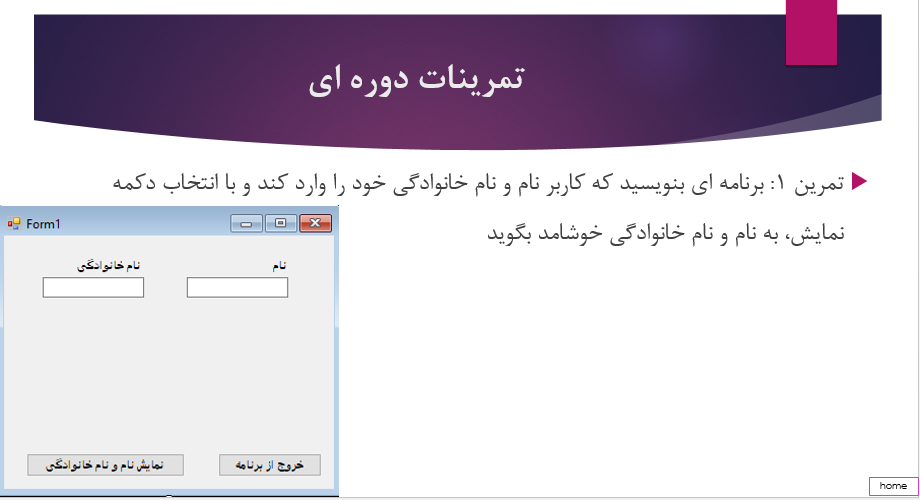 تمرینات دوره ای
تمرین ۱: برنامه ای بنویسید که کاربر نام و نام خانوادگی خود را وارد کند و با انتخاب دکمه
نمایش، به نام و نام خانوادگی خوشامد بگوید
Form1
نام
نام خانوادگی
خروج از برنامه
نمایش نام و نام خانوادگی
home